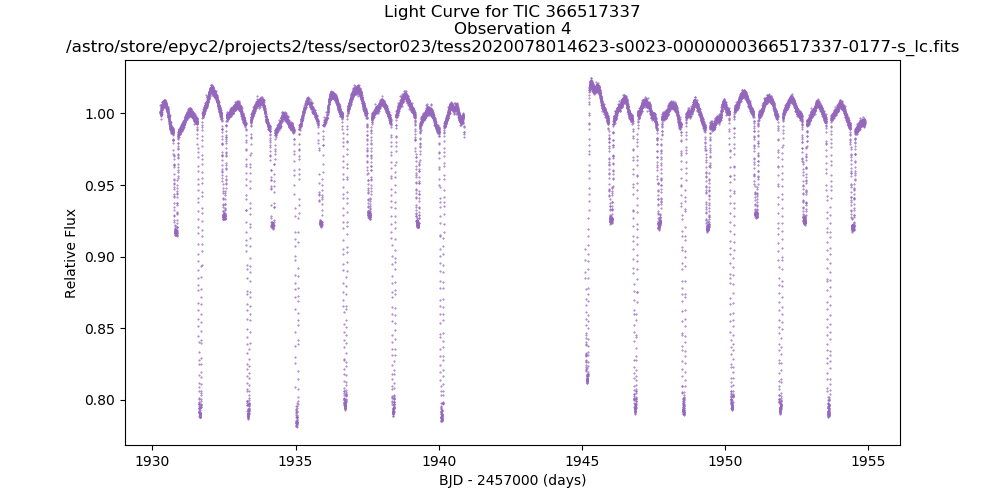 Light Curve for TIC 366517337
Observation 4
/astro/store/epyc2/projects2/tess/sector023/tess2020078014623-s0023-0000000366517337-0177-s_lc.fits
1.00
0.95
0.90
0.85
0.80
Relative Flux
1930
1935
1940
1945
1950
1955
BJD - 2457000 (days)